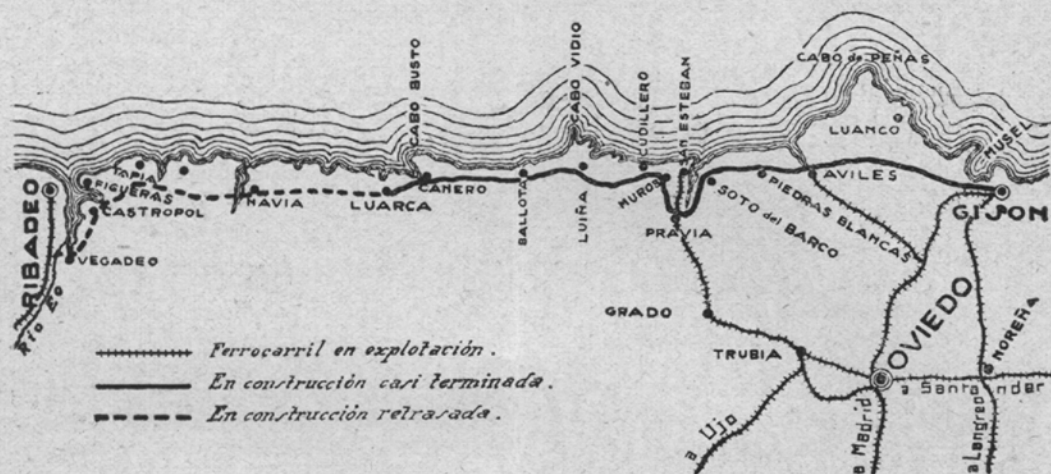 CABO de PEÑAS
CABO BUSTO
CABO VIDIO
CUDILLERO
SAN ESTEBAN
LUANCO
MUSEL
TAPIA
FIGUERAS
CASTROPOL
RIBADEO
NAVIA
LUARCA
CANERO
BALLOTA
LUIÑA
MUROS
PRAVIA
SOTO del BARCO
PIEDRAS BLANCAS
AVILES
GIJON
VEGADEO
Río Eo
GRADO
TRUBIA
OVIEDO
NOREÑA
Ferrocarril en explotación.
En construcción casi terminada.
En construcción retrasada.
a Santander
a Ujo
a Madrid
a Langreo